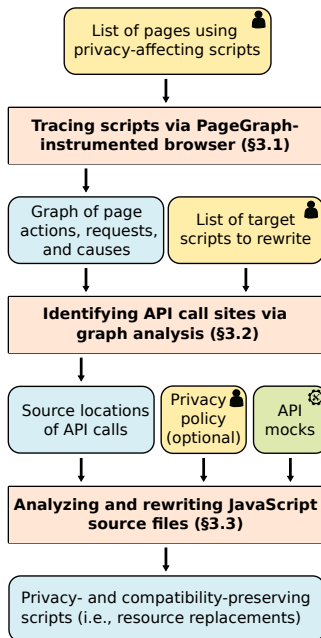 List of pages using
privacy-affecting scripts
Tracing scripts via PageGraph-
instrumented browser (§3.1)
Graph of page
actions, requests,
and causes
List of target
scripts to rewrite
Identifying API call sites via
graph analysis (§3.2)
Source locations
of API calls
Privacy
policy
(optional)
API
mocks
Analyzing and rewriting JavaScript
source files (§3.3)
Privacy- and compatibility-preserving
scripts (i.e., resource replacements)